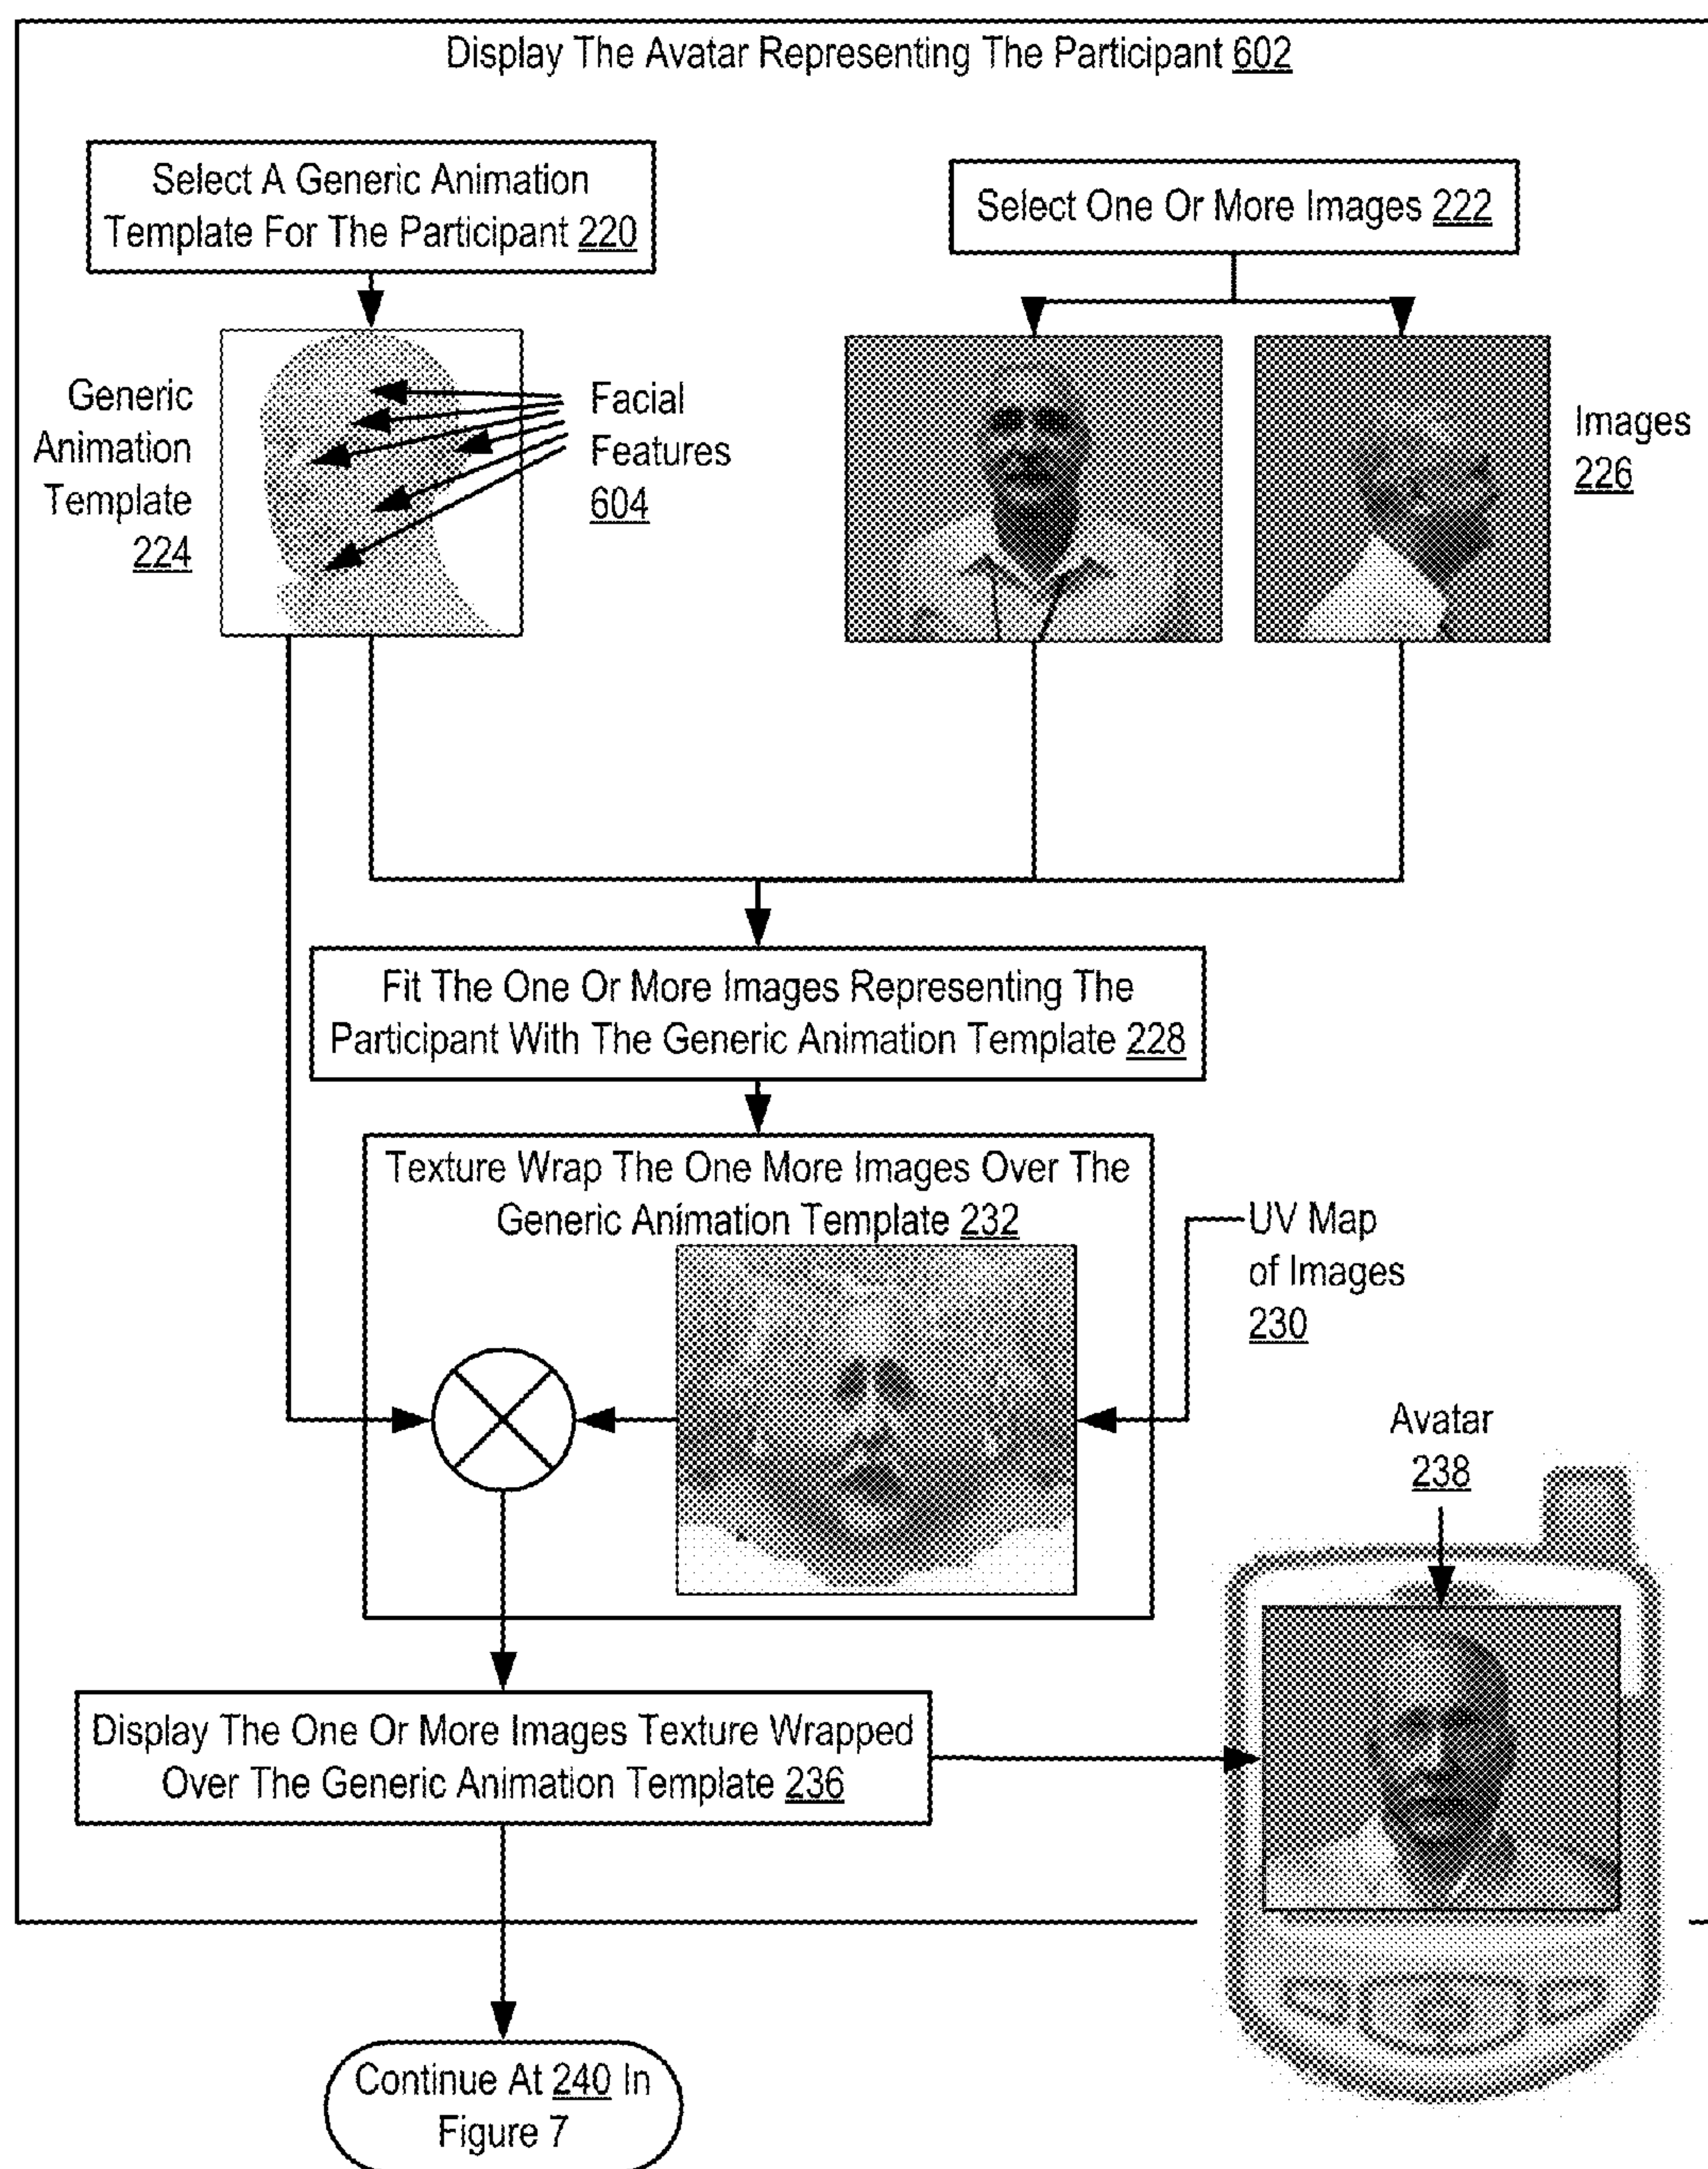 Display The Avatar Representing The Participant 602
Select A Generic Animation
Template For The Participant 220
Select One Or More Images 222
Generic
Animation
Template
224
Facial
Features
604
Images
226
Fit The One Or More Images Representing The
Participant With The Generic Animation Template 228
Texture Wrap The One More Images Over The
Generic Animation Template 232
UV Map
of Images
230
Avatar
238
Display The One Or More Images Texture Wrapped
Over The Generic Animation Template 236
Continue At 240 In
Figure 7